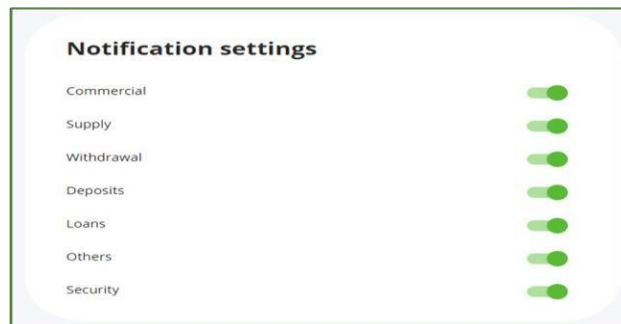 Notification settings
Commercial
Supply
Withdrawal
Deposits
Loans
Others
Security